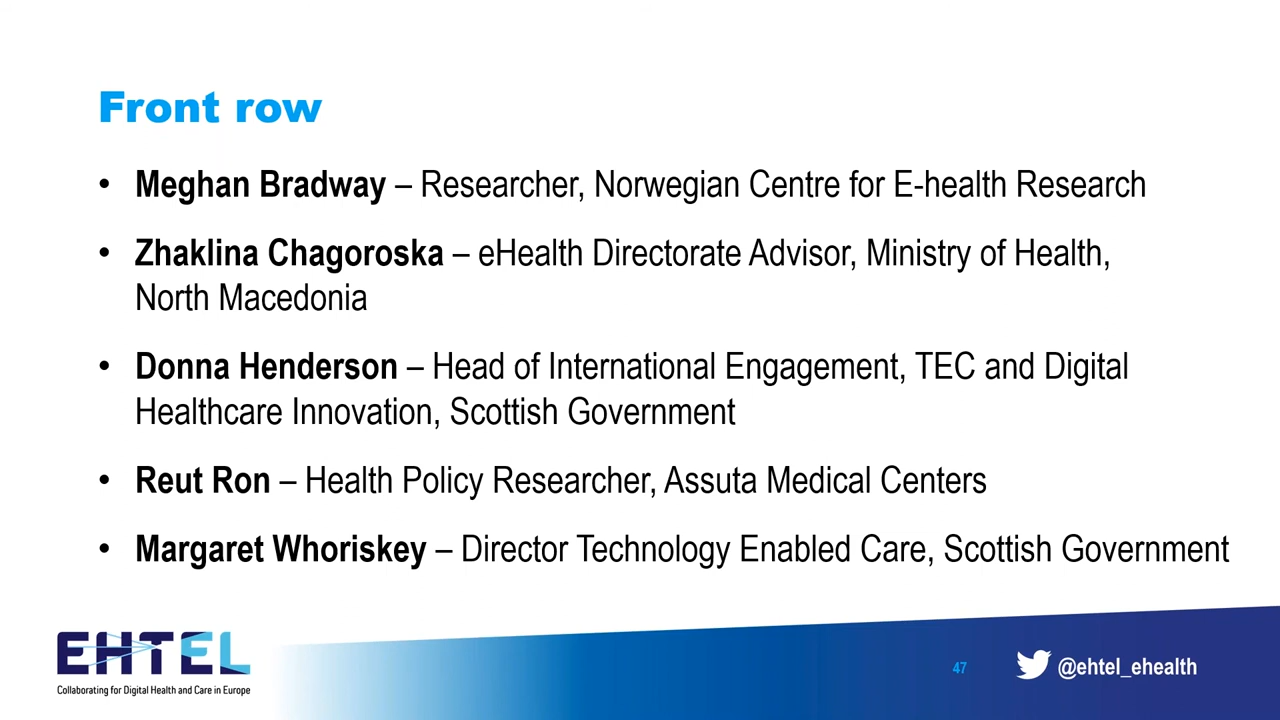 Front row
• Meghan Bradway – Researcher, Norwegian Centre for E-health Research
• Zhaklina Chagoroska – eHealth Directorate Advisor, Ministry of Health,
North Macedonia
• Donna Henderson – Head of International Engagement, TEC and Digital
Healthcare Innovation, Scottish Government
• Reut Ron – Health Policy Researcher, Assuta Medical Centers
• Margaret Whoriskey – Director Technology Enabled Care, Scottish Government
EHTEL
Collaborating for Digital Health and Care in Europe
47
@ehtel_ehealth